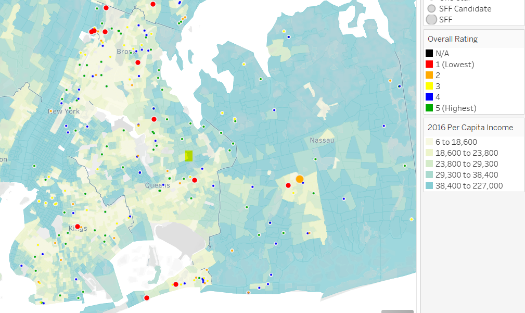 SFF Candidate
SFF
Overall Rating
N/A
1 (Lowest)
2
3
4
5 (Highest)
2016 Per Capita Income
6 to 18,600
18,600 to 23,800
23,800 to 29,300
29,300 to 38,400
38,400 to 227,000
Bro
New York
Nassau
Queens
Kings